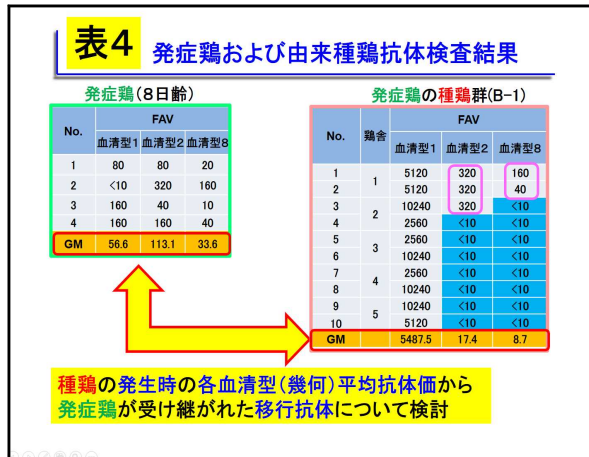 表4 発症鶏および由来種鶏抗体検査結果
発症鶏(8日齢)
No. FAV
血清型1 血清型2 血清型8
1 80 80 20
2 <10 320 160
3 160 40 10
4 160 160 40
GM 56.6 113.1 33.6
発症鶏の種鶏群(B-1)
No. 鶏舎 FAV
血清型1 血清型2 血清型8
1 1 5120 320 160
2 5120 320 40
3 2 10240 320 <10
4 2560 <10 <10
5 3 2560 <10 <10
6 10240 <10 <10
7 4 2560 <10 <10
8 10240 <10 <10
9 5 10240 <10 <10
10 5120 <10 <10
GM 5487.5 17.4 8.7
種鶏の発生時の各血清型(幾何)平均抗体価から
発症鶏が受け継がれた移行抗体について検討